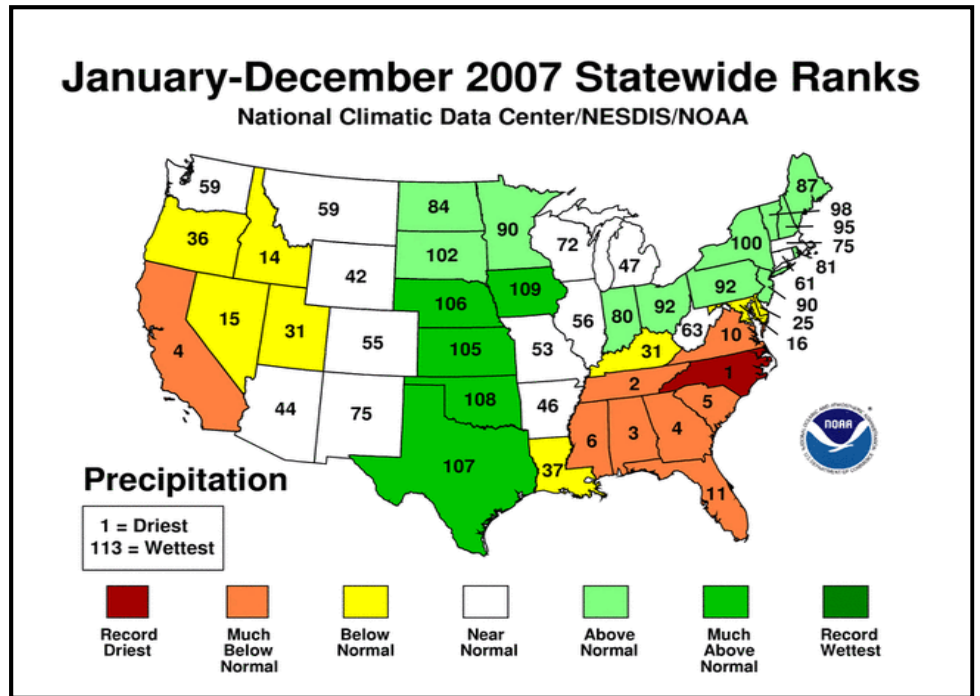 January-December 2007 Statewide Ranks
National Climatic Data Center/NESDIS/NOAA
59
59
84
90
87
98
95
75
81
61
90
25
16
36
14
42
102
72
47
100
92
15
31
106
109
56
80
92
63
10
4
55
105
53
31
1
44
75
108
46
2
5
107
37
6
3
4
11
NOAA
Precipitation
1 = Driest
113 = Wettest
Record
Driest
Much
Below
Normal
Below
Normal
Near
Normal
Above
Normal
Much
Above
Normal
Record
Wettest